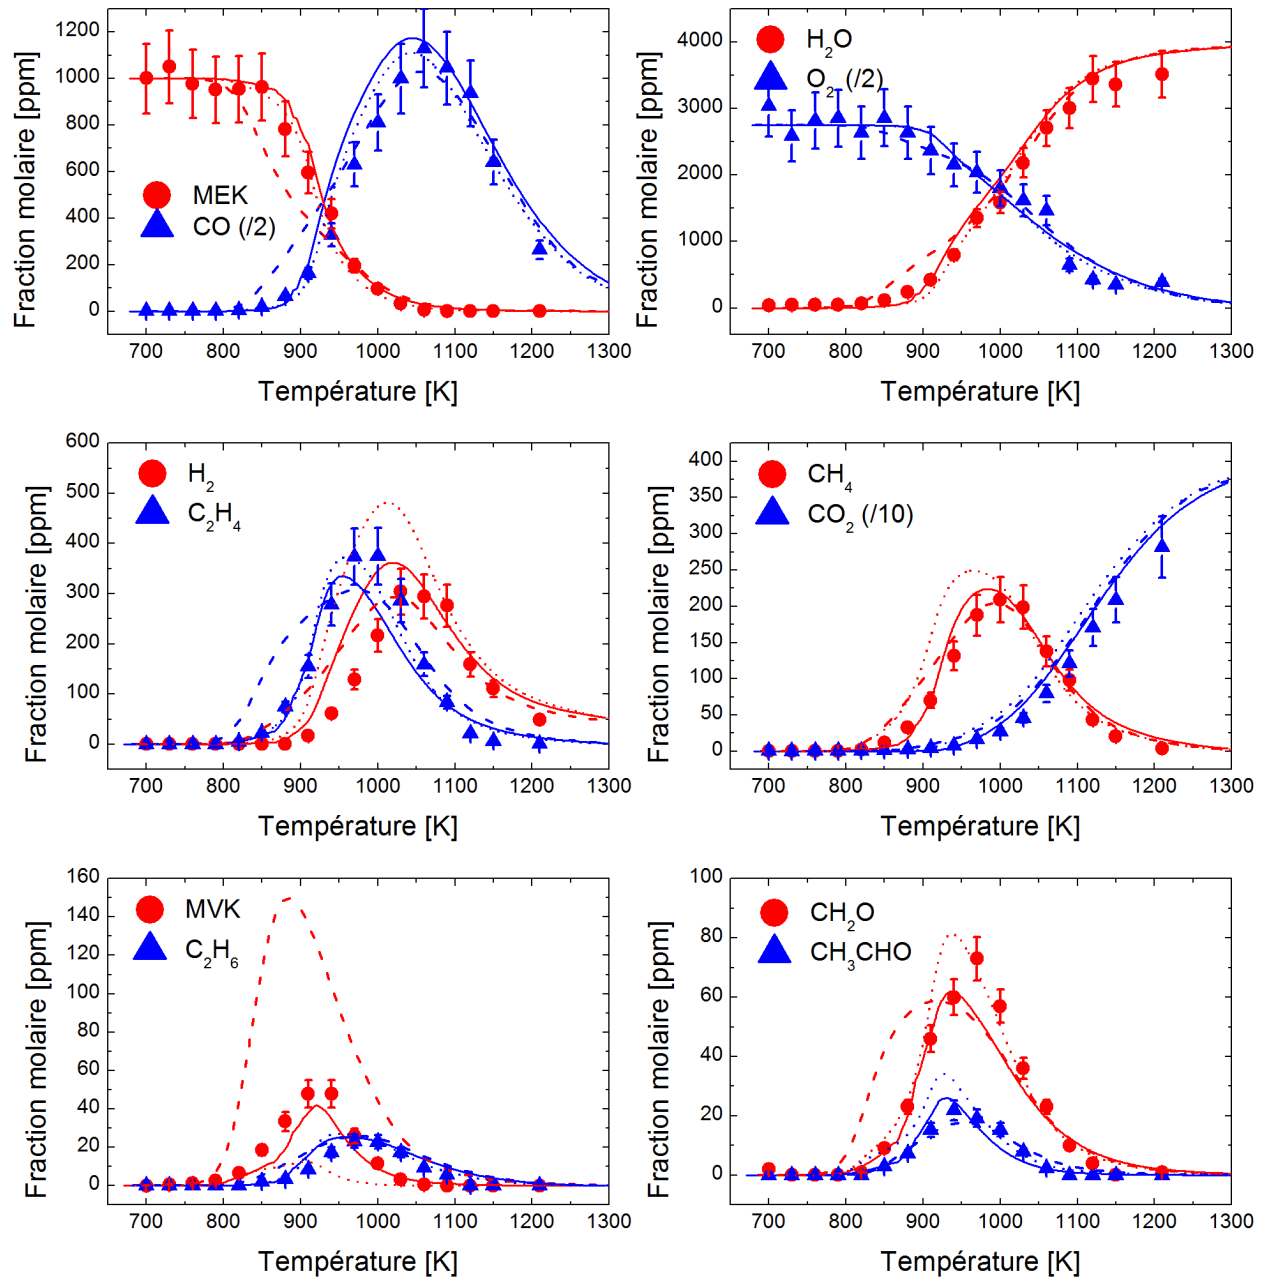 1200
1000
800
600
400
200
0
Fraction molaire [ppm]
MEK
CO (/2)
700 800 900 1000 1100 1200 1300
Température [K]
4000
3000
2000
1000
0
Fraction molaire [ppm]
H2O
O2 (/2)
700 800 900 1000 1100 1200 1300
Température [K]
600
500
400
300
200
100
0
Fraction molaire [ppm]
H2
C2H4
700 800 900 1000 1100 1200 1300
Température [K]
400
350
300
250
200
150
100
50
0
Fraction molaire [ppm]
CH4
CO2 (/10)
700 800 900 1000 1100 1200 1300
Température [K]
160
140
120
100
80
60
40
20
0
Fraction molaire [ppm]
MVK
C2H6
700 800 900 1000 1100 1200 1300
Température [K]
100
80
60
40
20
0
Fraction molaire [ppm]
CH2O
CH3CHO
700 800 900 1000 1100 1200 1300
Température [K]